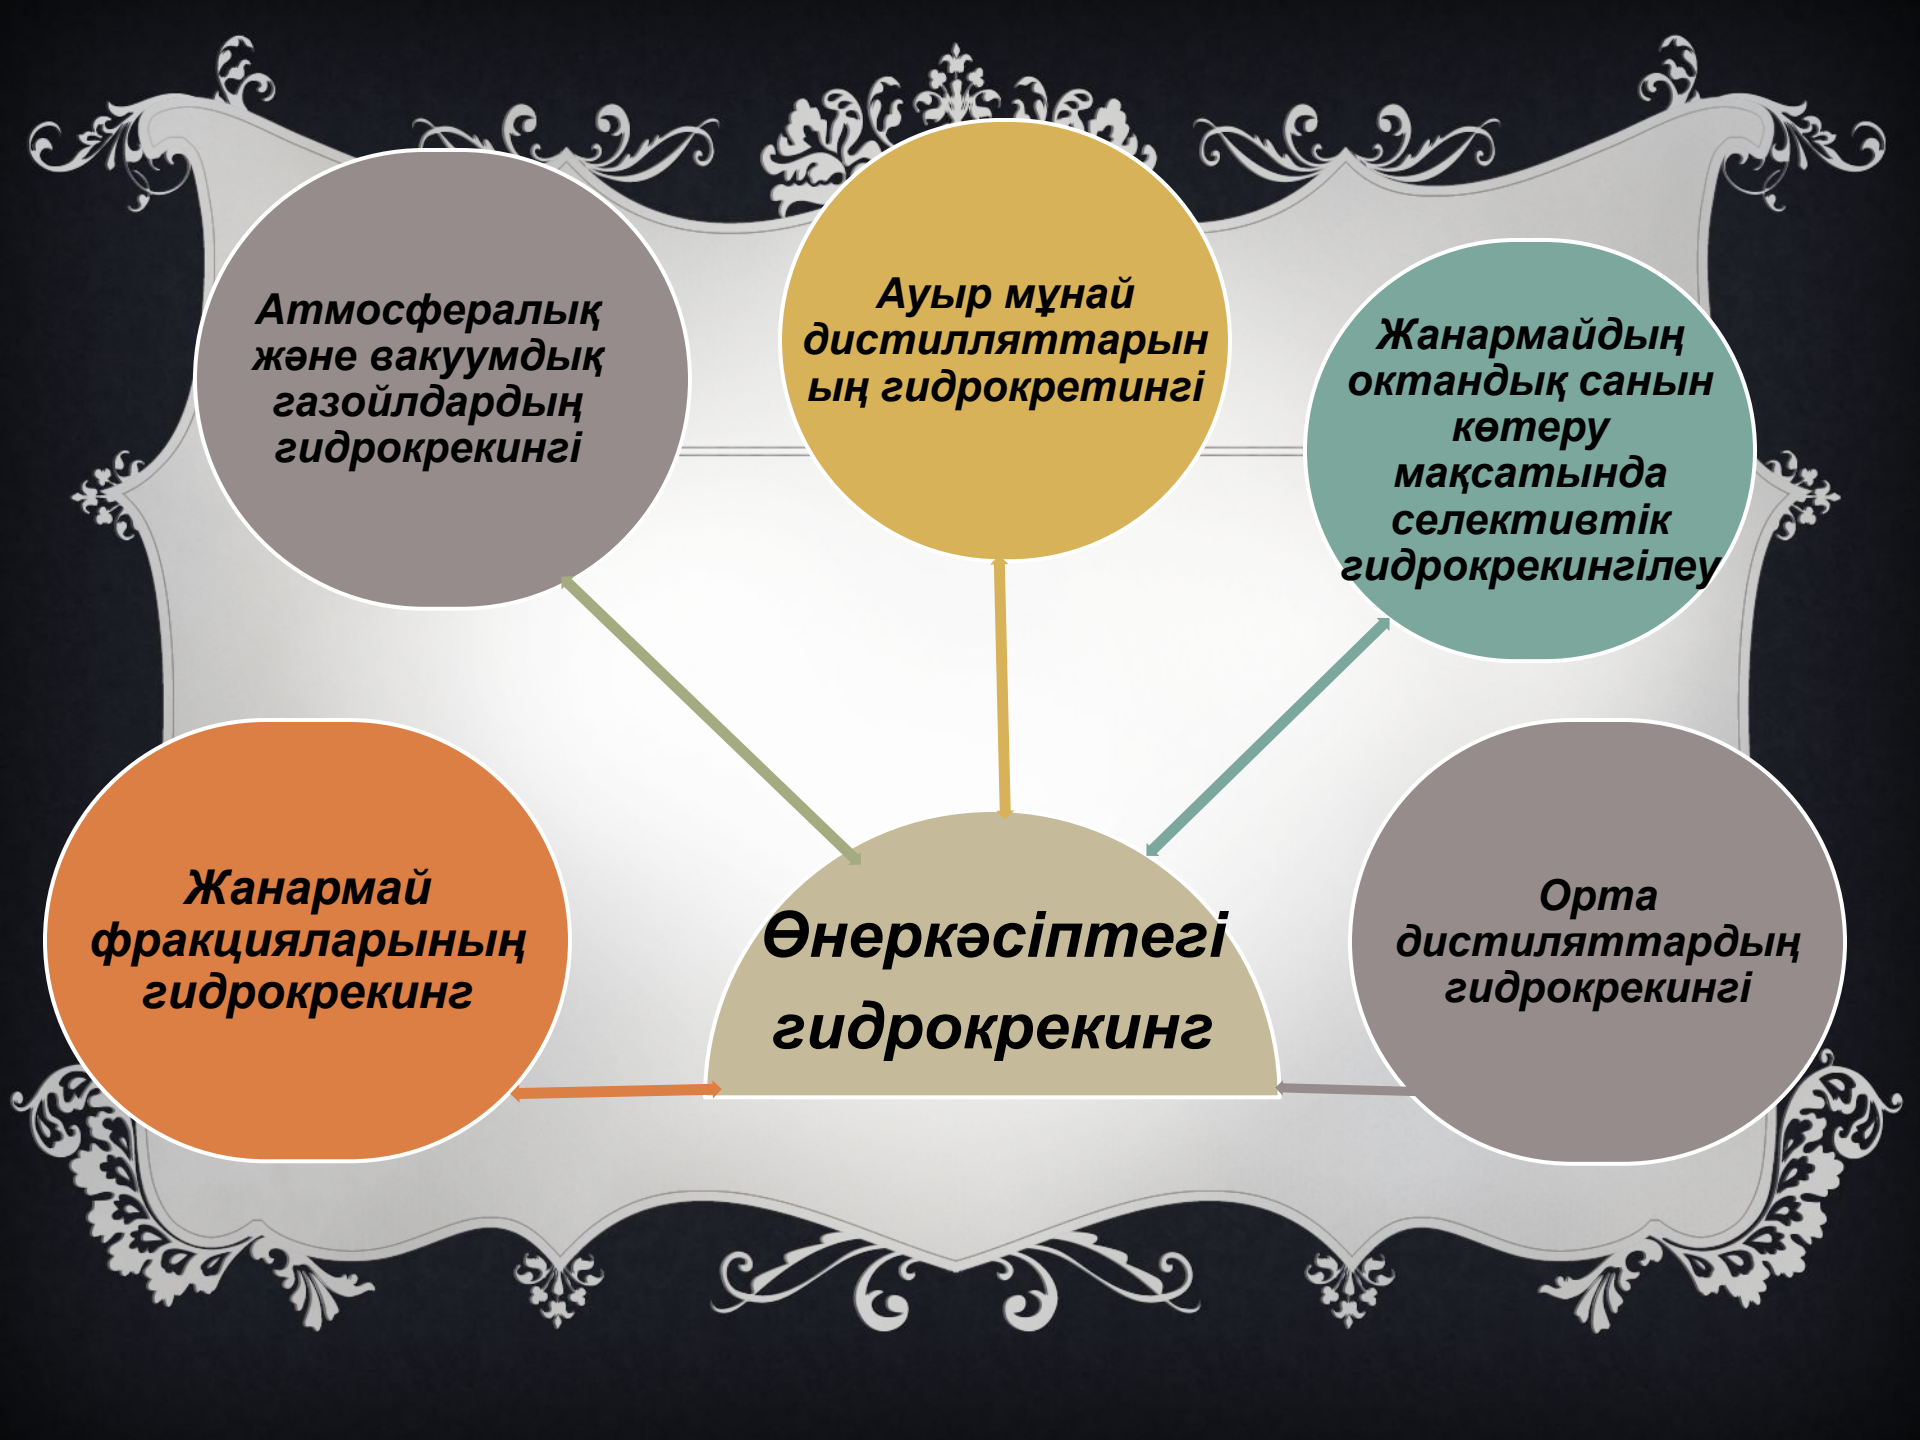 Атмосфералық
және вакуумдық
газойлдардың
гидрокрекингі
Ауыр мұнай
дистилляттарын
ың гидрокретингі
Жанармайдың
октандық санын
көтеру
мақсатында
селективтік
гидрокрекингілеу
Жанармай
фракцияларының
гидрокрекинг
Өнеркәсіптегі
гидрокрекинг
Орта
дистиляттардың
гидрокрекингі